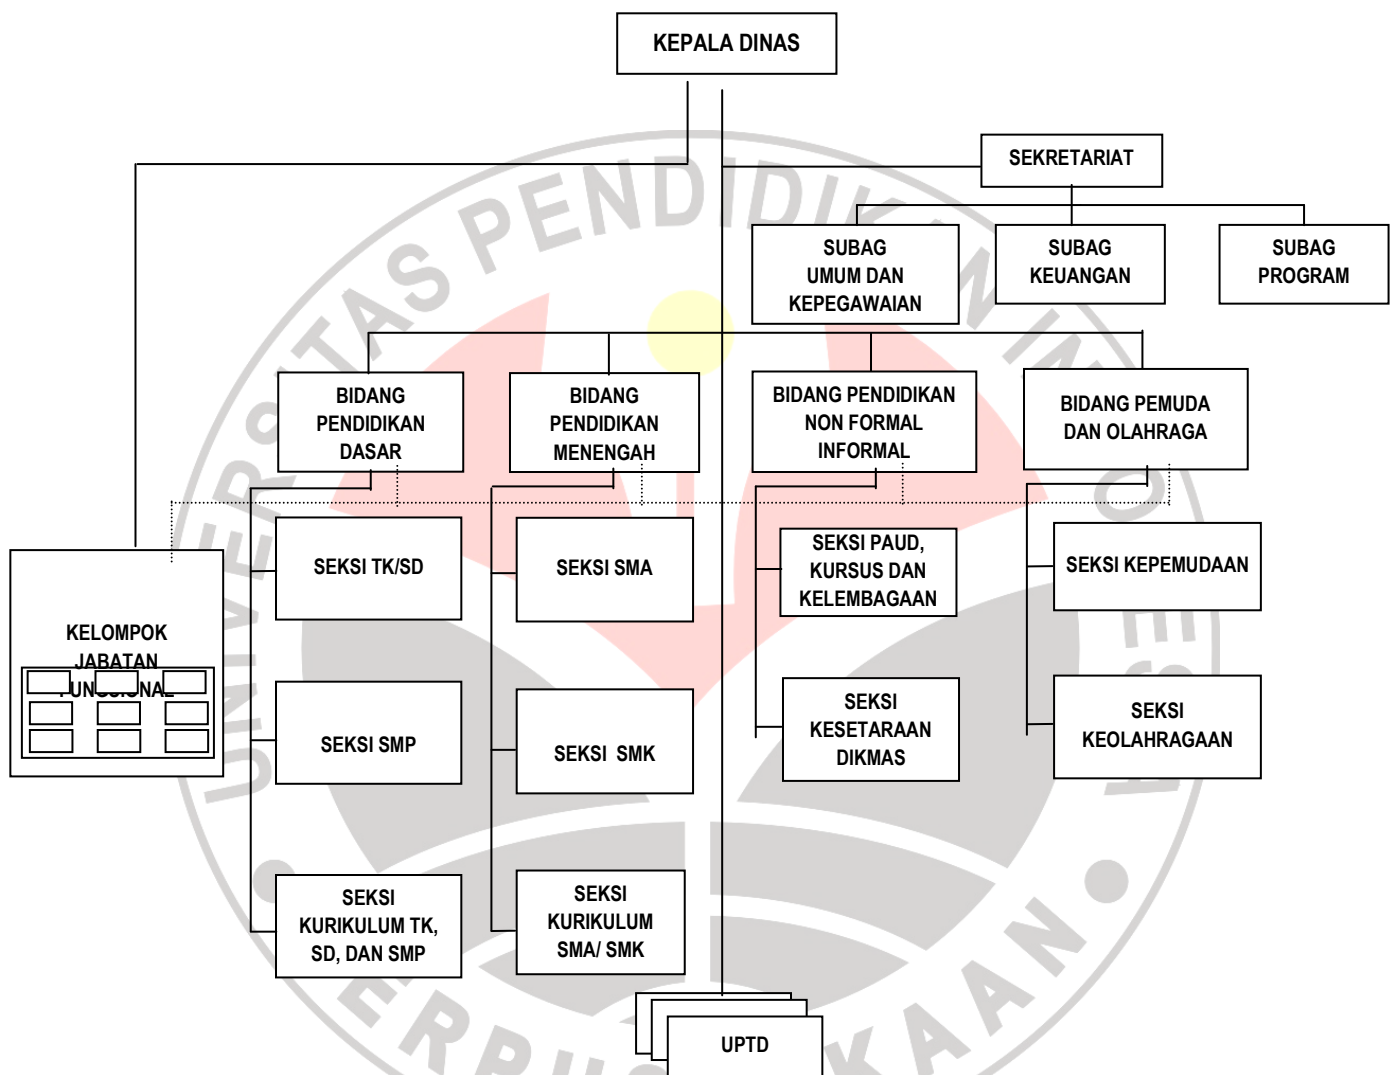 KEPALA DINAS
SEKRETARIAT
SUBAG
UMUM DAN
KEPEGAWAIAN
SUBAG
KEUANGAN
SUBAG
PROGRAM
BIDANG
PENDIDIKAN
DASAR
BIDANG
PENDIDIKAN
MENENGAH
BIDANG PENDIDIKAN
NON FORMAL
INFORMAL
BIDANG PEMUDA
DAN OLAHRAGA
KELOMPOK
JABATAN
FUNGSIONAL
SEKSI TK/SD
SEKSI SMA
SEKSI PAUD,
KURSUS DAN
KELEMBAGAAN
SEKSI KEPEMUDAAN
SEKSI SMP
SEKSI SMK
SEKSI
KESETARAAN
DIKMAS
SEKSI
KEOLAHRAGAAN
SEKSI
KURIKULUM TK,
SD, DAN SMP
SEKSI
KURIKULUM
SMA/ SMK
UPTD